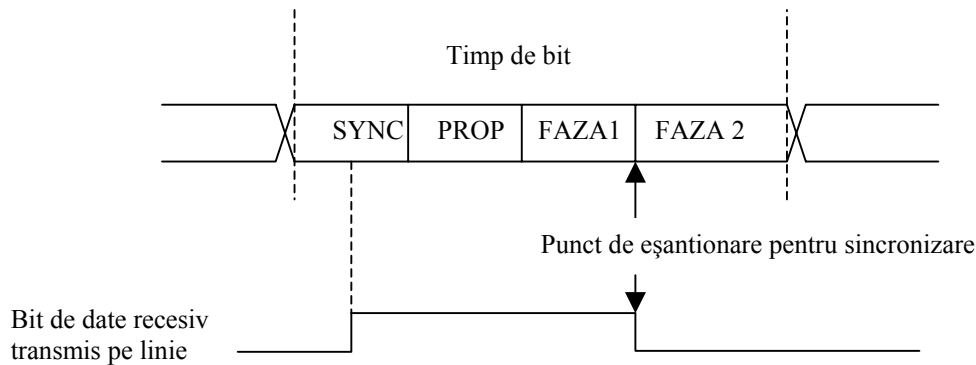 Timp de bit
SYNC PROP FAZA1 FAZA 2
Punct de eşantionare pentru sincronizare
Bit de date recesiv
transmis pe linie